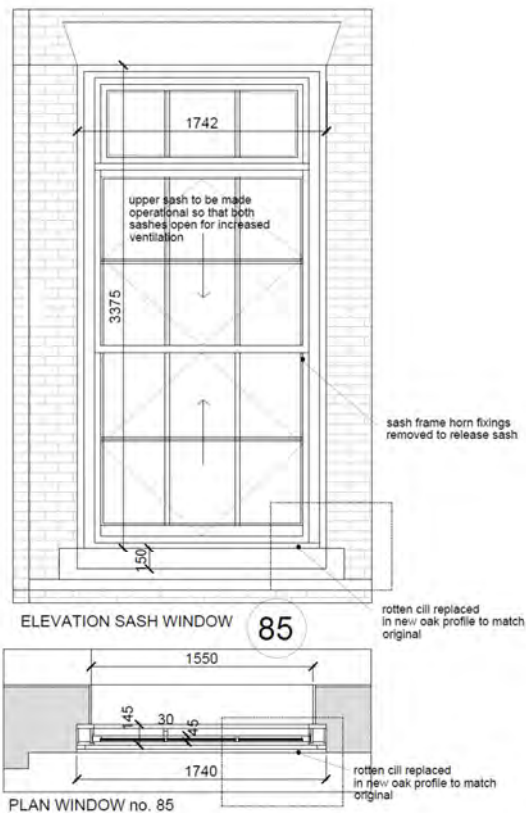 1742
upper sash to be made
operational so that both
sashes open for increased
ventilation
3375
sash frame horn fixings
removed to release sash
150
rotten cill replaced
in new oak profile to match
original
ELEVATION SASH WINDOW
85
1550
145
30
45
1740
rotten cill replaced
in new oak profile to match
original
PLAN WINDOW no. 85